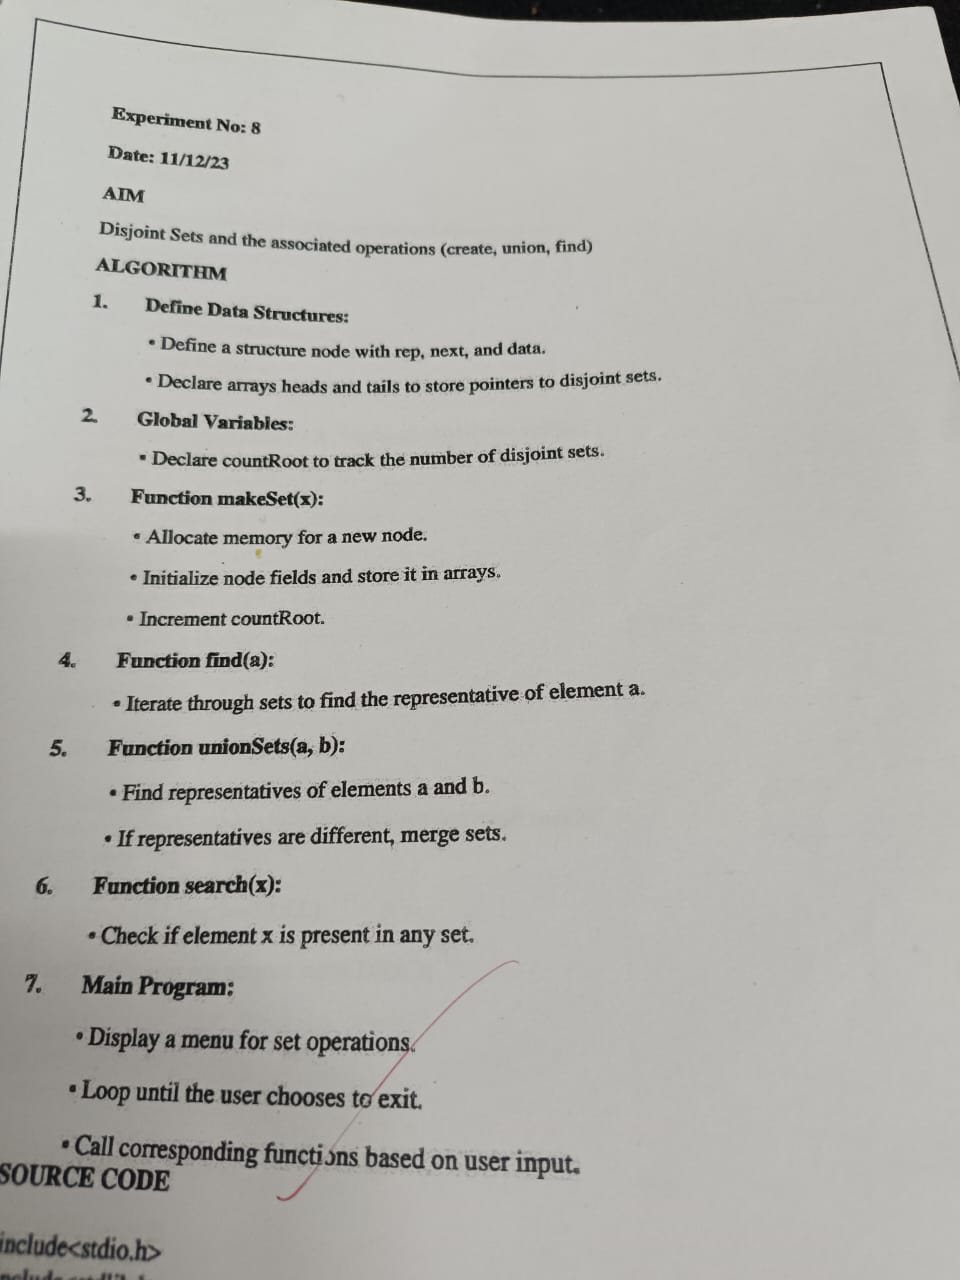 Experiment No: 8
Date: 11/12/23
AIM
Disjoint Sets and the associated operations (create, union, find)
ALGORITHM
1. Define Data Structures:
• Define a structure node with rep, next, and data.
• Declare arrays heads and tails to store pointers to disjoint sets.
2. Global Variables:
• Declare countRoot to track the number of disjoint sets.
3. Function makeSet(x):
• Allocate memory for a new node.
• Initialize node fields and store it in arrays.
• Increment countRoot.
4. Function find(a):
• Iterate through sets to find the representative of element a.
5. Function unionSets(a, b):
• Find representatives of elements a and b.
• If representatives are different, merge sets.
6. Function search(x):
• Check if element x is present in any set.
7. Main Program:
• Display a menu for set operations.
• Loop until the user chooses to exit.
• Call corresponding functions based on user input.
SOURCE CODE
include<stdio.h>